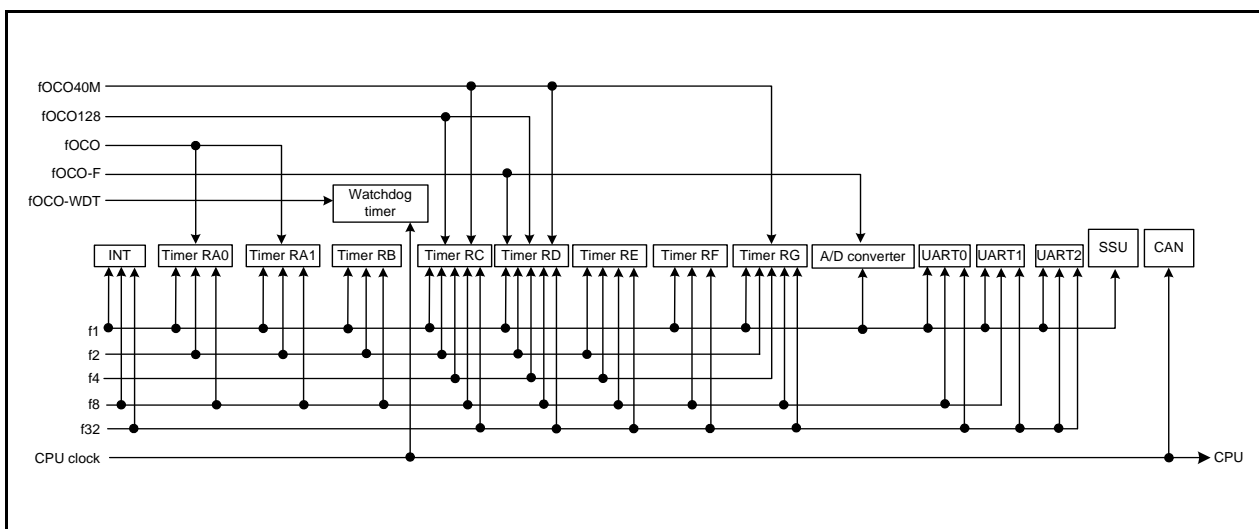 fOCO40M
fOCO128
fOCO
fOCO-F
fOCO-WDT
Watchdog
timer
INT
Timer RA0
Timer RA1
Timer RB
Timer RC
Timer RD
Timer RE
Timer RF
Timer RG
A/D converter
UART0
UART1
UART2
SSU
CAN
f1
f2
f4
f8
f32
CPU clock
CPU